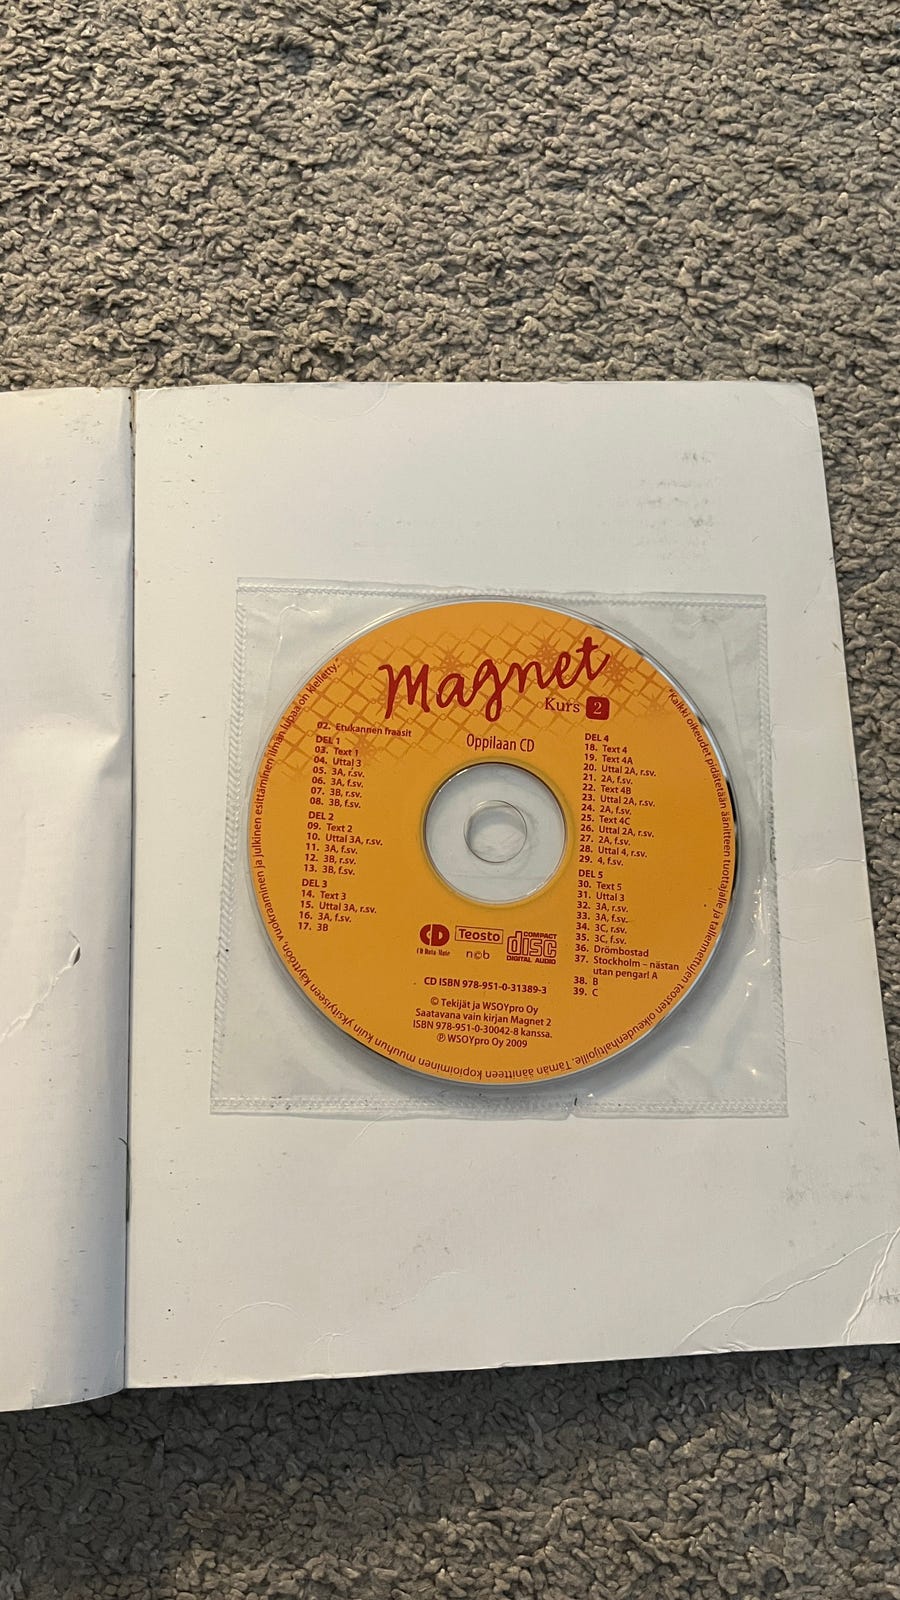 Magnet
Kurs 2
Oppilaan CD
02. Etukannen fraasit
DEL 1
03. Text 1
04. Uttal 3
05. 3A, r.sv.
06. 3A, f.sv.
07. 3B, r.sv.
08. 3B, f.sv.
DEL 2
09. Text 2
10. Uttal 3A, r.sv.
11. 3A, f.sv.
12. 3B, r.sv.
13. 3B, f.sv.
DEL 3
14. Text 3
15. Uttal 3A, r.sv.
16. 3A, f.sv.
17. 3B
DEL 4
18. Text 4
19. Text 4A
20. Uttal 2A, r.sv.
21. 2A, f.sv.
22. Text 4B
23. Uttal 2A, r.sv.
24. 2A, f.sv.
25. Text 4C
26. Uttal 2A, r.sv.
27. 2A, f.sv.
28. Uttal 4, r.sv.
29. 4, f.sv.
DEL 5
30. Text 5
31. Uttal 3
32. 3A, r.sv.
33. 3A, f.sv.
34. 3C, r.sv.
35. 3C, f.sv.
36. Drömbostad
37. Stockholm – nästan
utan pengar! A
38. B
39. C
CD
Teosto
n©b
COMPACT
disc
DIGITAL AUDIO
CD ISBN 978-951-0-31389-3
© Tekijät ja WSOYpro Oy
Saatavana vain kirjan Magnet 2
ISBN 978-951-0-30042-8 kanssa.
℗ WSOYpro Oy 2009
"Kaikki oikeudet pidätetään äänitteen tuottajalle ja tallennettujen teosten oikeudenhaltijoille. Tämän äänitteen kopioiminen muuhun kuin yksityiseen käyttöön, vuokraaminen ja julkinen esittäminen ilman lupaa on kielletty."